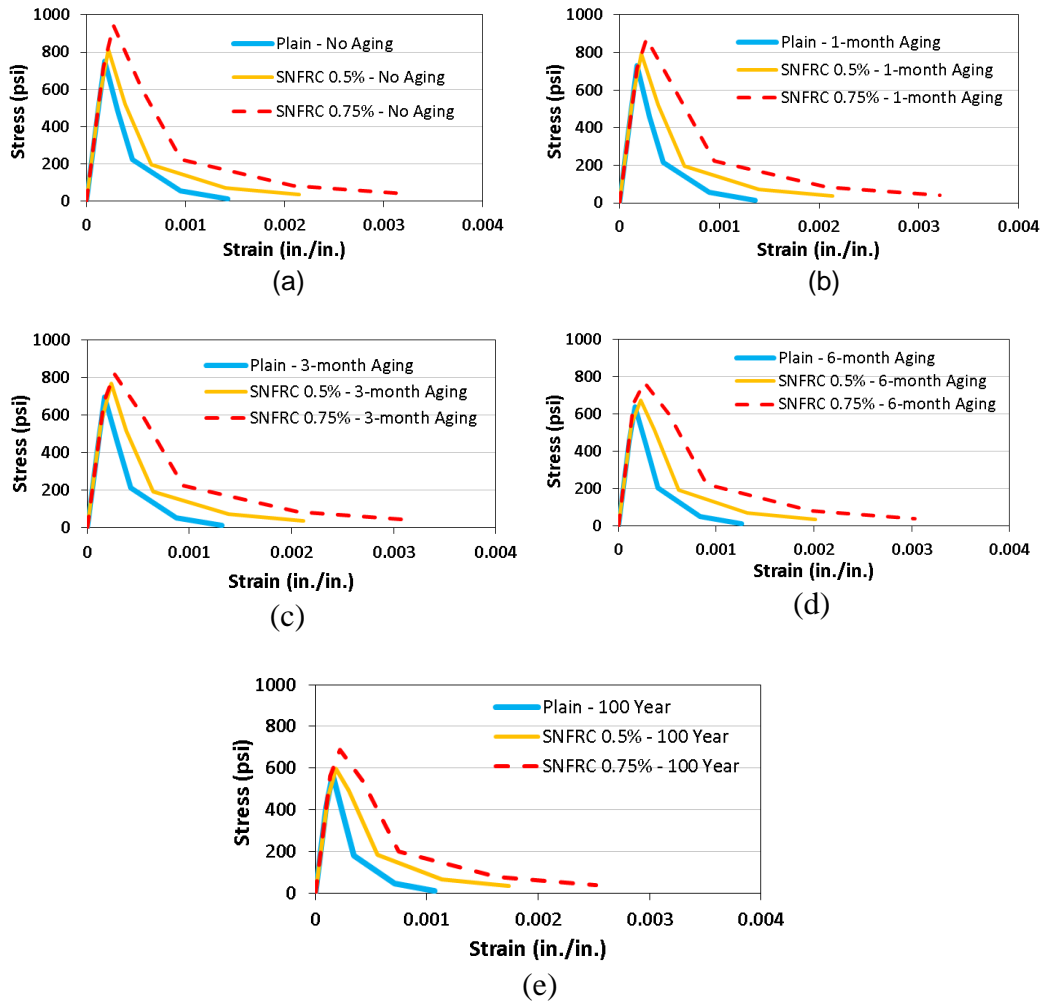 1000
800
600
400
200
0
Stress (psi)
Plain - No Aging
SNFRC 0.5% - No Aging
SNFRC 0.75% - No Aging
0 0.001 0.002 0.003 0.004
Strain (in./in.)
(a)
1000
800
600
400
200
0
Stress (psi)
Plain - 1-month Aging
SNFRC 0.5% - 1-month Aging
SNFRC 0.75% - 1-month Aging
0 0.001 0.002 0.003 0.004
Strain (in./in.)
(b)
1000
800
600
400
200
0
Stress (psi)
Plain - 3-month Aging
SNFRC 0.5% - 3-month Aging
SNFRC 0.75% - 3-month Aging
0 0.001 0.002 0.003 0.004
Strain (in./in.)
(c)
1000
800
600
400
200
0
Stress (psi)
Plain - 6-month Aging
SNFRC 0.5% - 6-month Aging
SNFRC 0.75% - 6-month Aging
0 0.001 0.002 0.003 0.004
Strain (in./in.)
(d)
1000
800
600
400
200
0
Stress (psi)
Plain - 100 Year
SNFRC 0.5% - 100 Year
SNFRC 0.75% - 100 Year
0 0.001 0.002 0.003 0.004
Strain (in./in.)
(e)